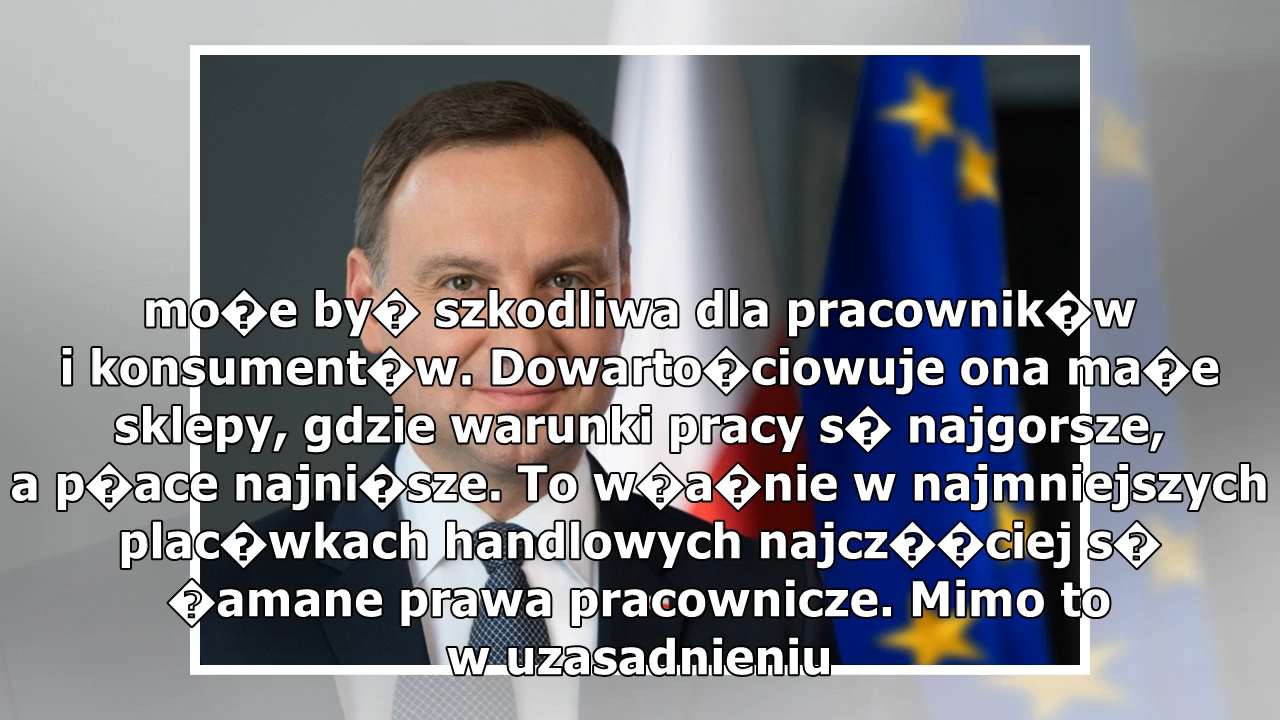 mo�e by� szkodliwa dla pracownik�w
i konsument�w. Dowarto�ciowuje ona ma�e
sklepy, gdzie warunki pracy s� najgorsze,
a p�ace najni�sze. To w�a�nie w najmniejszych
plac�wkach handlowych najcz��ciej s�
�amane prawa pracownicze. Mimo to
w uzasadnieniu